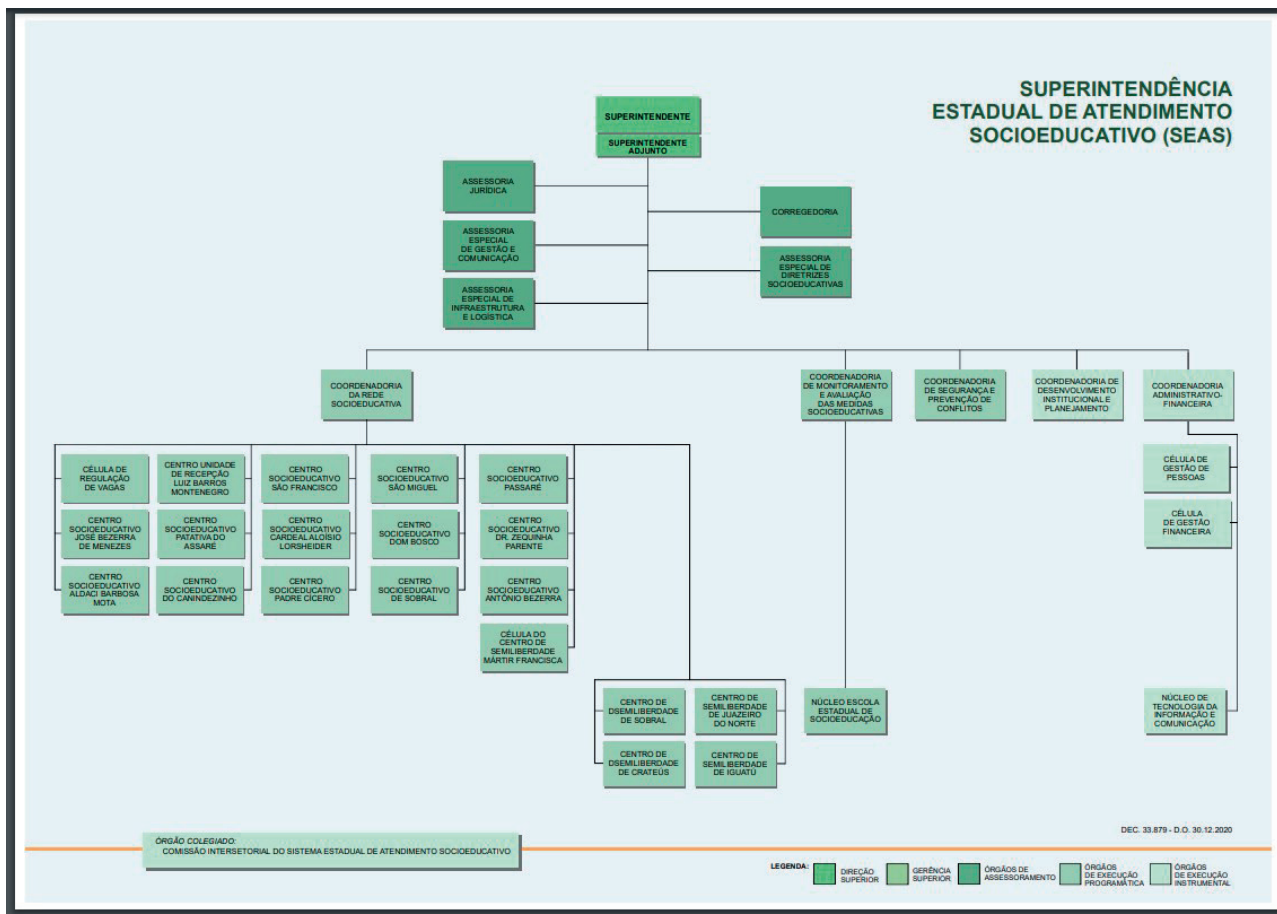 SUPERINTENDÊNCIA
ESTADUAL DE ATENDIMENTO
SOCIOEDUCATIVO (SEAS)
SUPERINTENDENTE
SUPERINTENDENTE
ADJUNTO
ASSESSORIA
JURÍDICA
CORREGEDORIA
ASSESSORIA
ESPECIAL
DE GESTÃO E
COMUNICAÇÃO
ASSESSORIA
ESPECIAL DE
DIRETRIZES
SOCIOEDUCATIVAS
ASSESSORIA
ESPECIAL DE
INFRAESTRUTURA
E LOGÍSTICA
COORDENADORIA
DA REDE
SOCIOEDUCATIVA
COORDENADORIA
DE MONITORAMENTO
E AVALIAÇÃO
DAS MEDIDAS
SOCIOEDUCATIVAS
COORDENADORIA
DE SEGURANÇA E
PREVENÇÃO DE
CONFLITOS
COORDENADORIA DE
DESENVOLVIMENTO
INSTITUCIONAL E
PLANEJAMENTO
COORDENADORIA
ADMINISTRATIVO-
FINANCEIRA
CÉLULA DE
REGULAÇÃO
DE VAGAS
CENTRO UNIDADE
DE RECEPÇÃO
LUIZ BARROS
MONTENEGRO
CENTRO
SOCIOEDUCATIVO
SÃO FRANCISCO
CENTRO
SOCIOEDUCATIVO
SÃO MIGUEL
CENTRO
SOCIOEDUCATIVO
PASSARÉ
CÉLULA DE
GESTÃO DE
PESSOAS
CENTRO
SOCIOEDUCATIVO
JOSÉ BEZERRA
DE MENEZES
CENTRO
SOCIOEDUCATIVO
PATATIVA DO
ASSARÉ
CENTRO
SOCIOEDUCATIVO
CARDEAL ALOÍSIO
LORSHEIDER
CENTRO
SOCIOEDUCATIVO
DOM BOSCO
CENTRO
SOCIOEDUCATIVO
DR. ZEQUINHA
PARENTE
CÉLULA
DE GESTÃO
FINANCEIRA
CENTRO
SOCIOEDUCATIVO
ALDACI BARBOSA
MOTA
CENTRO
SOCIOEDUCATIVO
DO CANINDEZINHO
CENTRO
SOCIOEDUCATIVO
PADRE CÍCERO
CENTRO
SOCIOEDUCATIVO
DE SOBRAL
CENTRO
SOCIOEDUCATIVO
ANTÔNIO BEZERRA
CÉLULA DO
CENTRO DE
SEMILIBERDADE
MÁRTIR FRANCISCA
CENTRO DE
DSEMILIBERDADE
DE SOBRAL
CENTRO DE
SEMILIBERDADE
DE JUAZEIRO
DO NORTE
NÚCLEO ESCOLA
ESTADUAL DE
SOCIOEDUCAÇÃO
NÚCLEO DE
TECNOLOGIA DA
INFORMAÇÃO E
COMUNICAÇÃO
CENTRO DE
DSEMILIBERDADE
DE CRATEÚS
CENTRO DE
SEMILIBERDADE
DE IGUATÚ
DEC. 33.879 - D.O. 30.12.2020
ÓRGÃO COLEGIADO:
COMISSÃO INTERSETORIAL DO SISTEMA ESTADUAL DE ATENDIMENTO SOCIOEDUCATIVO
LEGENDA:
DIREÇÃO
SUPERIOR
GERÊNCIA
SUPERIOR
ÓRGÃOS DE
ASSESSORAMENTO
ÓRGÃOS
DE EXECUÇÃO
PROGRAMÁTICA
ÓRGÃOS
DE EXECUÇÃO
INSTRUMENTAL